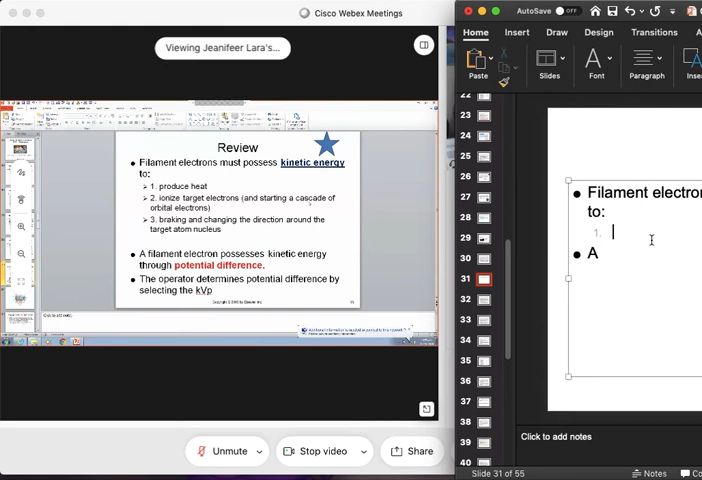 Cisco Webex Meetings
Viewing Jeanifeer Lara's...
Review
• Filament electrons must possess kinetic energy
to:
➢ 1. produce heat
➢ 2. ionize target electrons (and starting a cascade of
orbital electrons)
➢ 3. braking and changing the direction around the
target atom nucleus
• A filament electron possesses kinetic energy
through potential difference.
• The operator determines potential difference by
selecting the kVp
Unmute
Stop video
Share
AutoSave OFF
Home Insert Draw Design Transitions A
Paste
Slides
Font
Paragraph
Inser
22
23
24
25
26
27
28
29
30
31
32
33
34
35
36
37
38
39
40
• Filament electron
to:
1.
• A
Click to add notes
Slide 31 of 55
Notes
Co